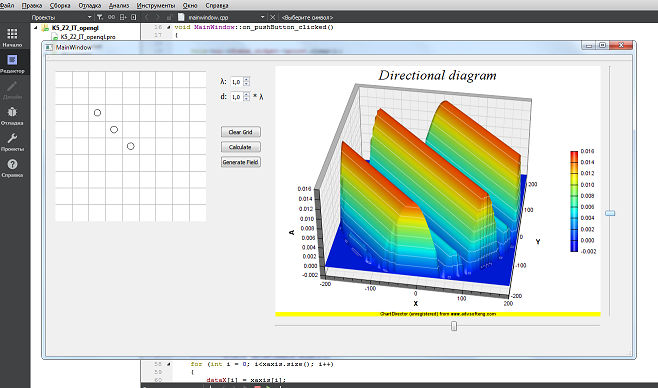 Файл Правка Сборка Отладка Анализ Инструменты Окно Справка
Проекты
mainwindow.cpp
<Выберите символ>
K5_Z2_IT_opengl
K5_Z2_IT_opengl.pro
16 void MainWindow::on_pushButton_clicked()
17 {
Начало
Редактор
Дизайн
Отладка
Проекты
Справка
MainWindow
λ: 1,0
d: 1,0 * λ
Clear Grid
Calculate
Generate Field
Directional diagram
0.016
0.014
0.012
0.010
0.008
0.006
0.004
0.002
0.000
-0.002
A
-200
-100
0
100
200
X
200
100
0
-100
-200
Y
0.016
0.014
0.012
0.010
0.008
0.006
0.004
0.002
-0.000
-0.002
ChartDirector (unregistered) from www.advsofteng.com
58 for (int i = 0; i<xaxis.size(); i++)
59 {
60 dataX[i] = xaxis[i];